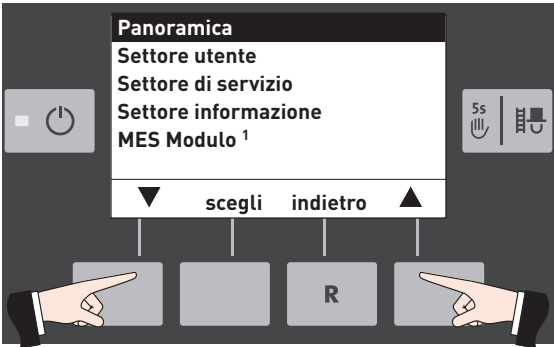 Panoramica
Settore utente
Settore di servizio
Settore informazione
MES Modulo ¹
▼ scegli indietro ▲
5s
R